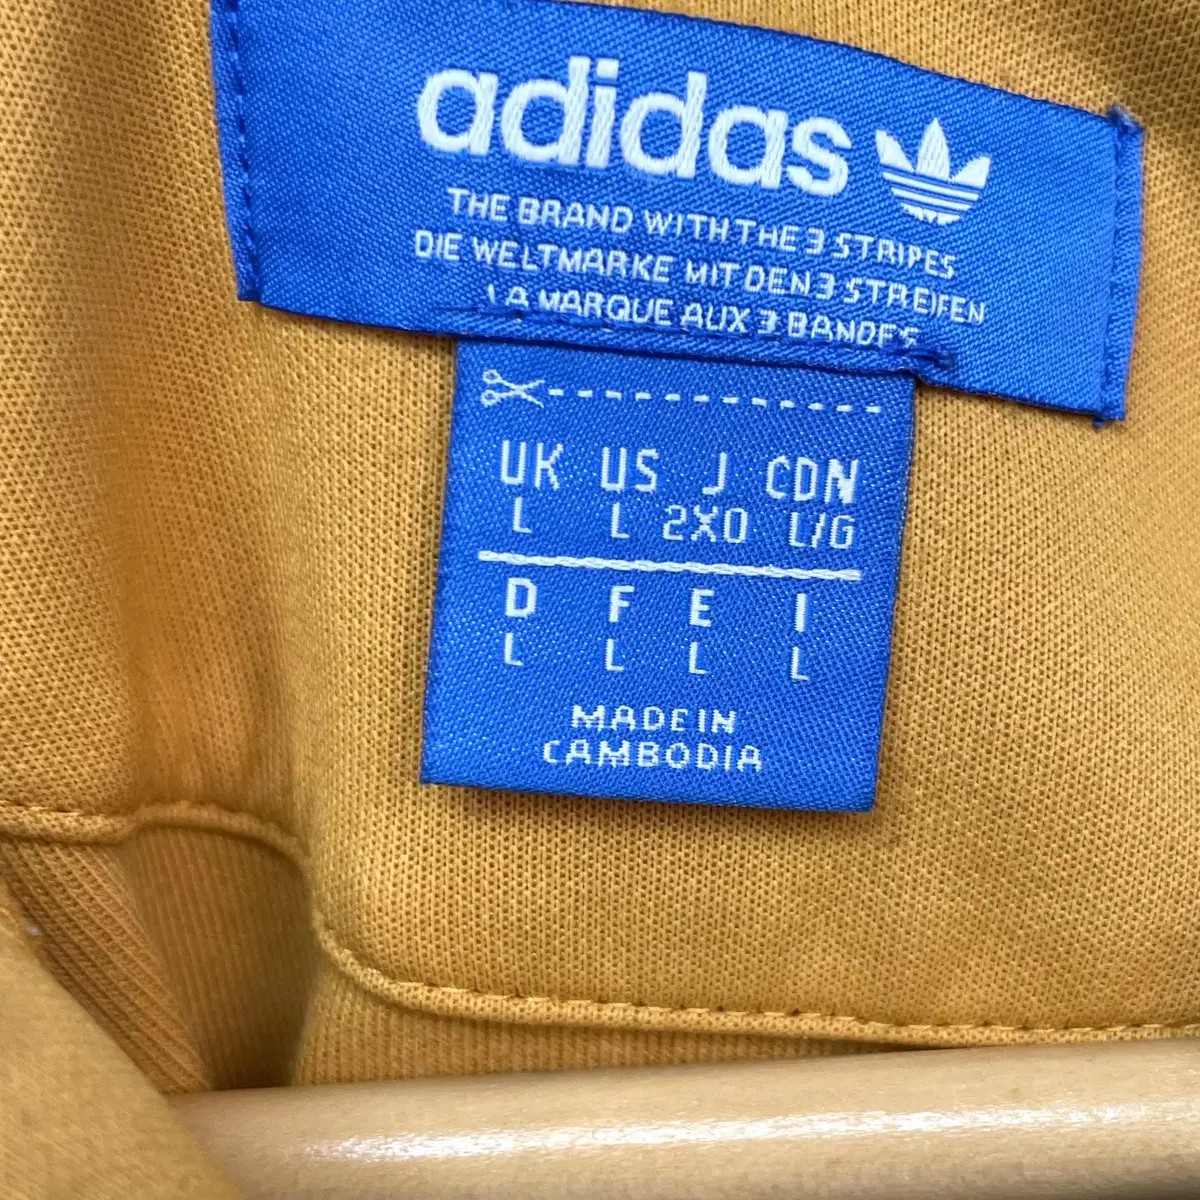 adidas
THE BRAND WITH THE 3 STRIPES
DIE WELTMARKE MIT DEN 3 STREIFEN
LA MARQUE AUX 3 BANDES
UK US J CDN
L L 2XO L/G
D F E I
L L L L
MADE IN
CAMBODIA